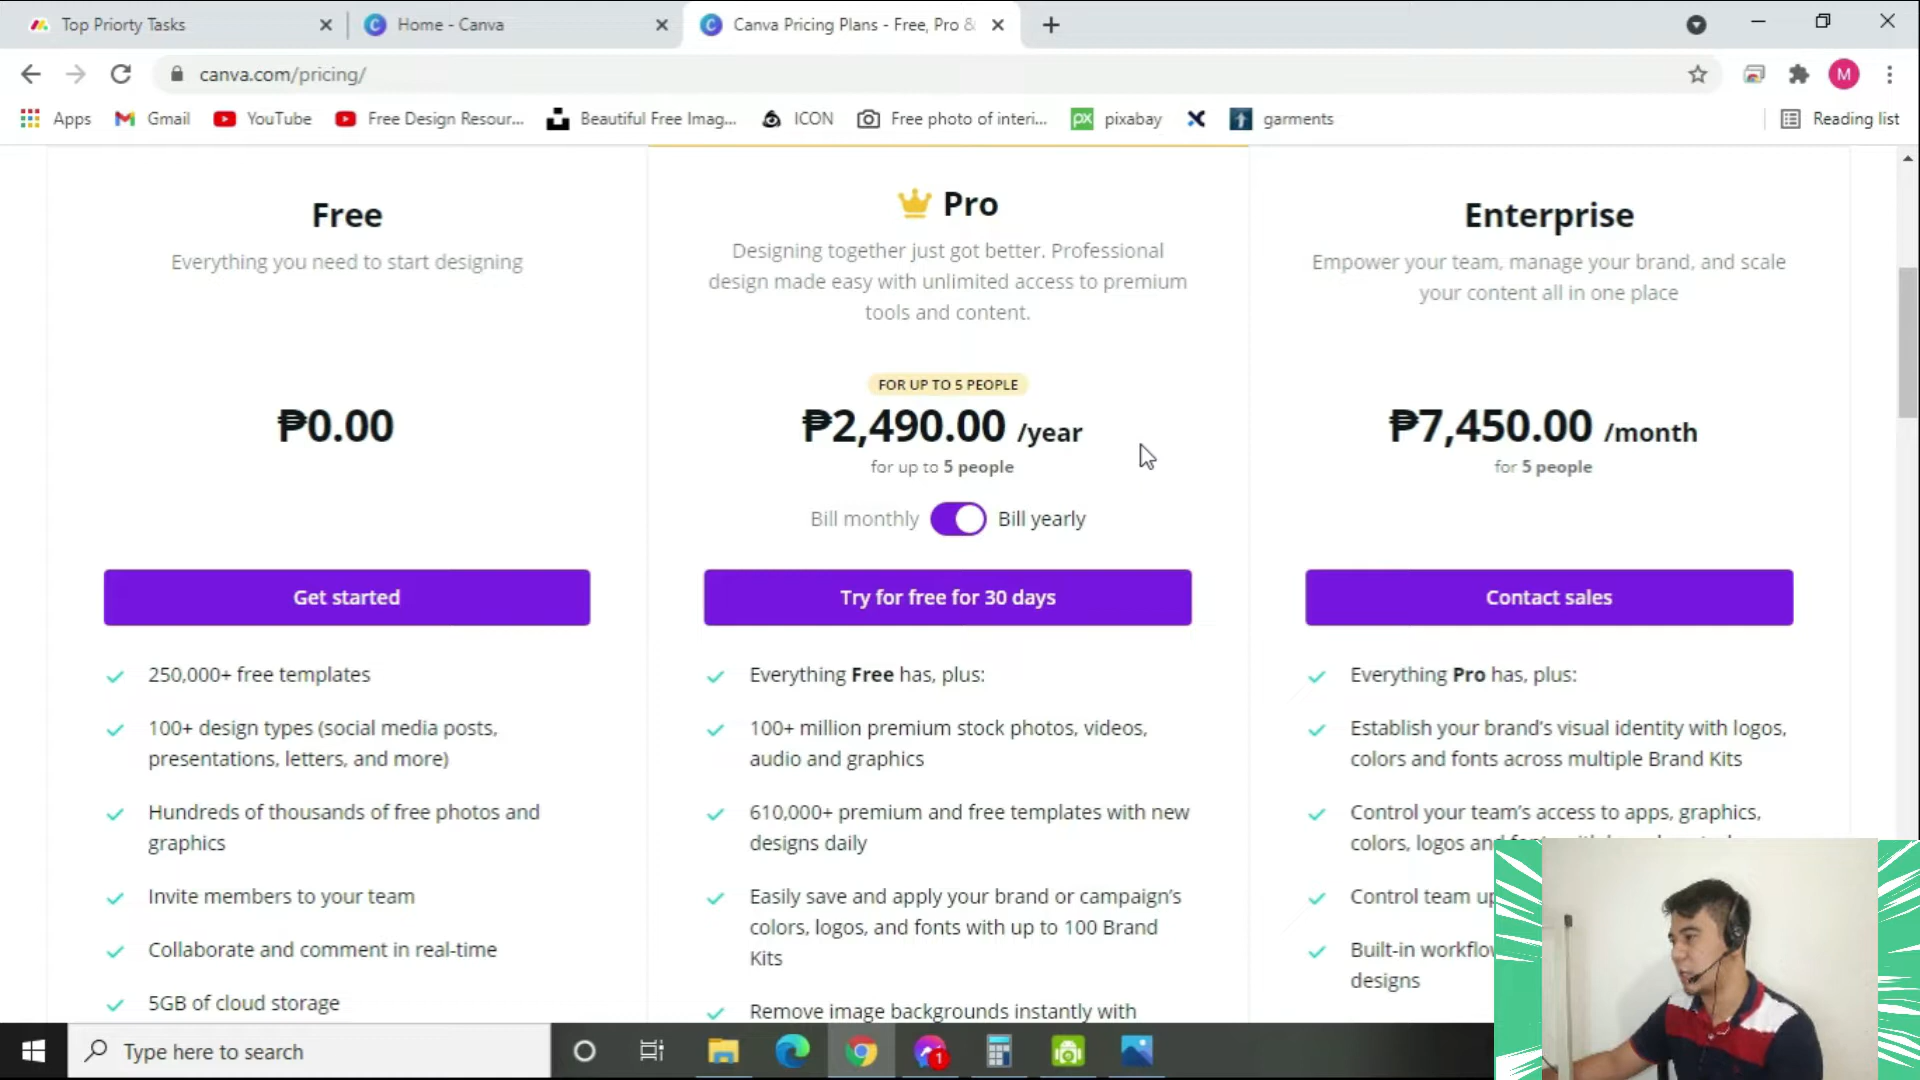 Top Priorty Tasks
Home - Canva
Canva Pricing Plans - Free, Pro &
canva.com/pricing/
M
Apps
Gmail
YouTube
Free Design Resour...
Beautiful Free Imag...
ICON
Free photo of interi...
px
pixabay
garments
Reading list
Free
Everything you need to start designing
₱0.00
Get started
250,000+ free templates
100+ design types (social media posts,
presentations, letters, and more)
Hundreds of thousands of free photos and
graphics
Invite members to your team
Collaborate and comment in real-time
5GB of cloud storage
Pro
Designing together just got better. Professional
design made easy with unlimited access to premium
tools and content.
FOR UP TO 5 PEOPLE
₱2,490.00 /year
for up to 5 people
Bill monthly
Bill yearly
Try for free for 30 days
Everything Free has, plus:
100+ million premium stock photos, videos,
audio and graphics
610,000+ premium and free templates with new
designs daily
Easily save and apply your brand or campaign's
colors, logos, and fonts with up to 100 Brand
Kits
Remove image backgrounds instantly with
Enterprise
Empower your team, manage your brand, and scale
your content all in one place
₱7,450.00 /month
for 5 people
Contact sales
Everything Pro has, plus:
Establish your brand's visual identity with logos,
colors and fonts across multiple Brand Kits
Control your team's access to apps, graphics,
colors, logos and
Control team
Built-in
designs
Type here to search
1